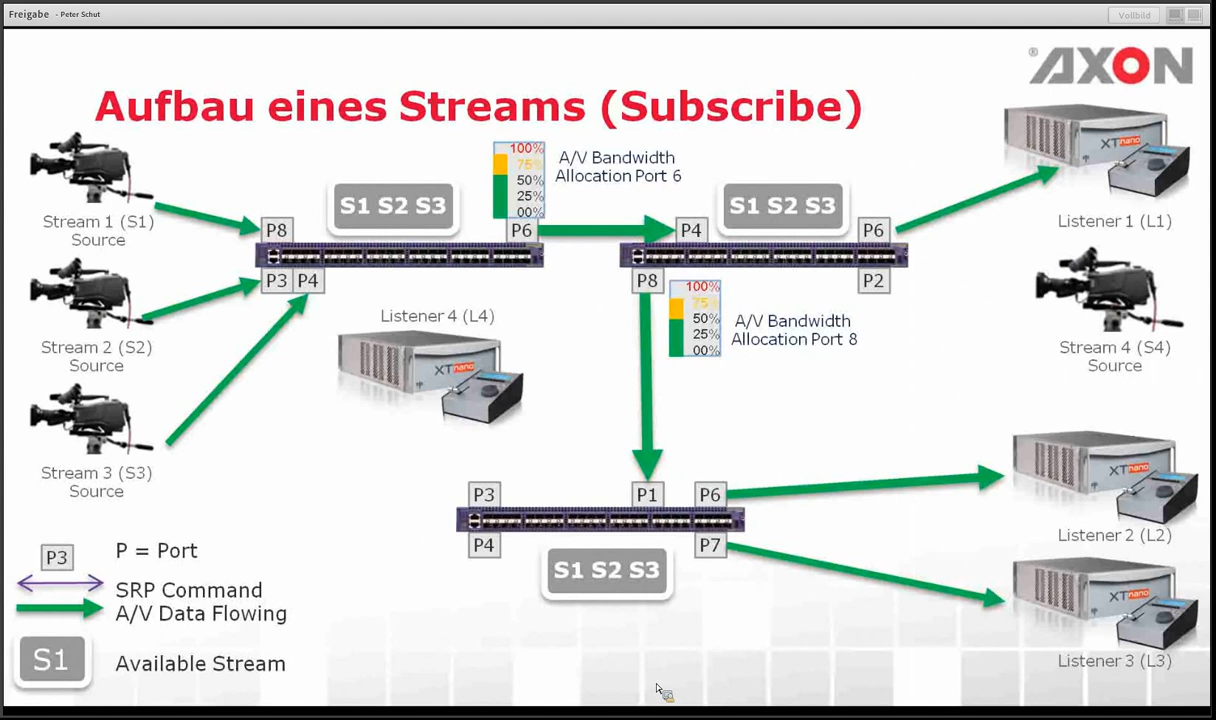 Freigabe - Peter Schut
Vollbild
®AXON
Aufbau eines Streams (Subscribe)
Stream 1 (S1)
Source
P8
S1 S2 S3
100%
75%
50%
25%
00%
A/V Bandwidth
Allocation Port 6
P6
P4
S1 S2 S3
P6
XTnano
Listener 1 (L1)
P3 P4
P8
P2
Stream 2 (S2)
Source
Listener 4 (L4)
XTnano
100%
75%
50%
25%
00%
A/V Bandwidth
Allocation Port 8
Stream 4 (S4)
Source
Stream 3 (S3)
Source
P3
P1
P6
P4
P7
S1 S2 S3
XTnano
Listener 2 (L2)
XTnano
Listener 3 (L3)
P3
P = Port
SRP Command
A/V Data Flowing
S1
Available Stream